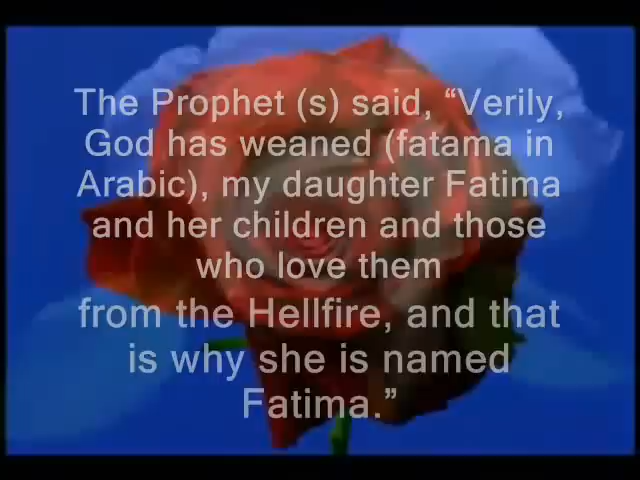 The Prophet (s) said, “Verily,
God has weaned (fatama in
Arabic), my daughter Fatima
and her children and those
who love them
from the Hellfire, and that
is why she is named
Fatima.”